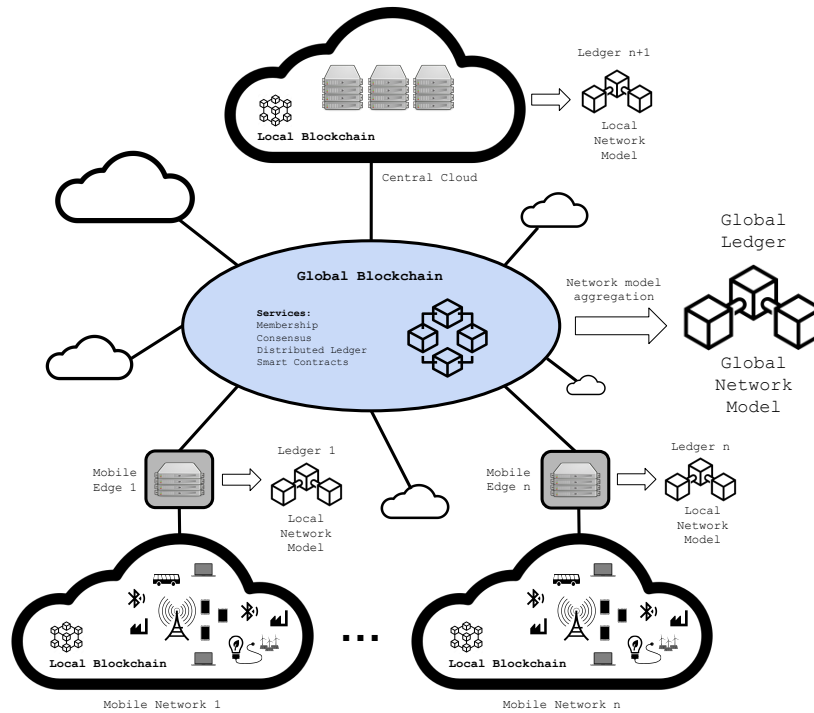 Ledger n+1
Local
Network
Model
Local Blockchain
Central Cloud
Global
Ledger
Global Blockchain
Network model
aggregation
Services:
Membership
Consensus
Distributed Ledger
Smart Contracts
Global
Network
Model
Mobile
Edge 1
Ledger 1
Local
Network
Model
Mobile
Edge n
Ledger n
Local
Network
Model
Local Blockchain
...
Local Blockchain
Mobile Network 1
Mobile Network n